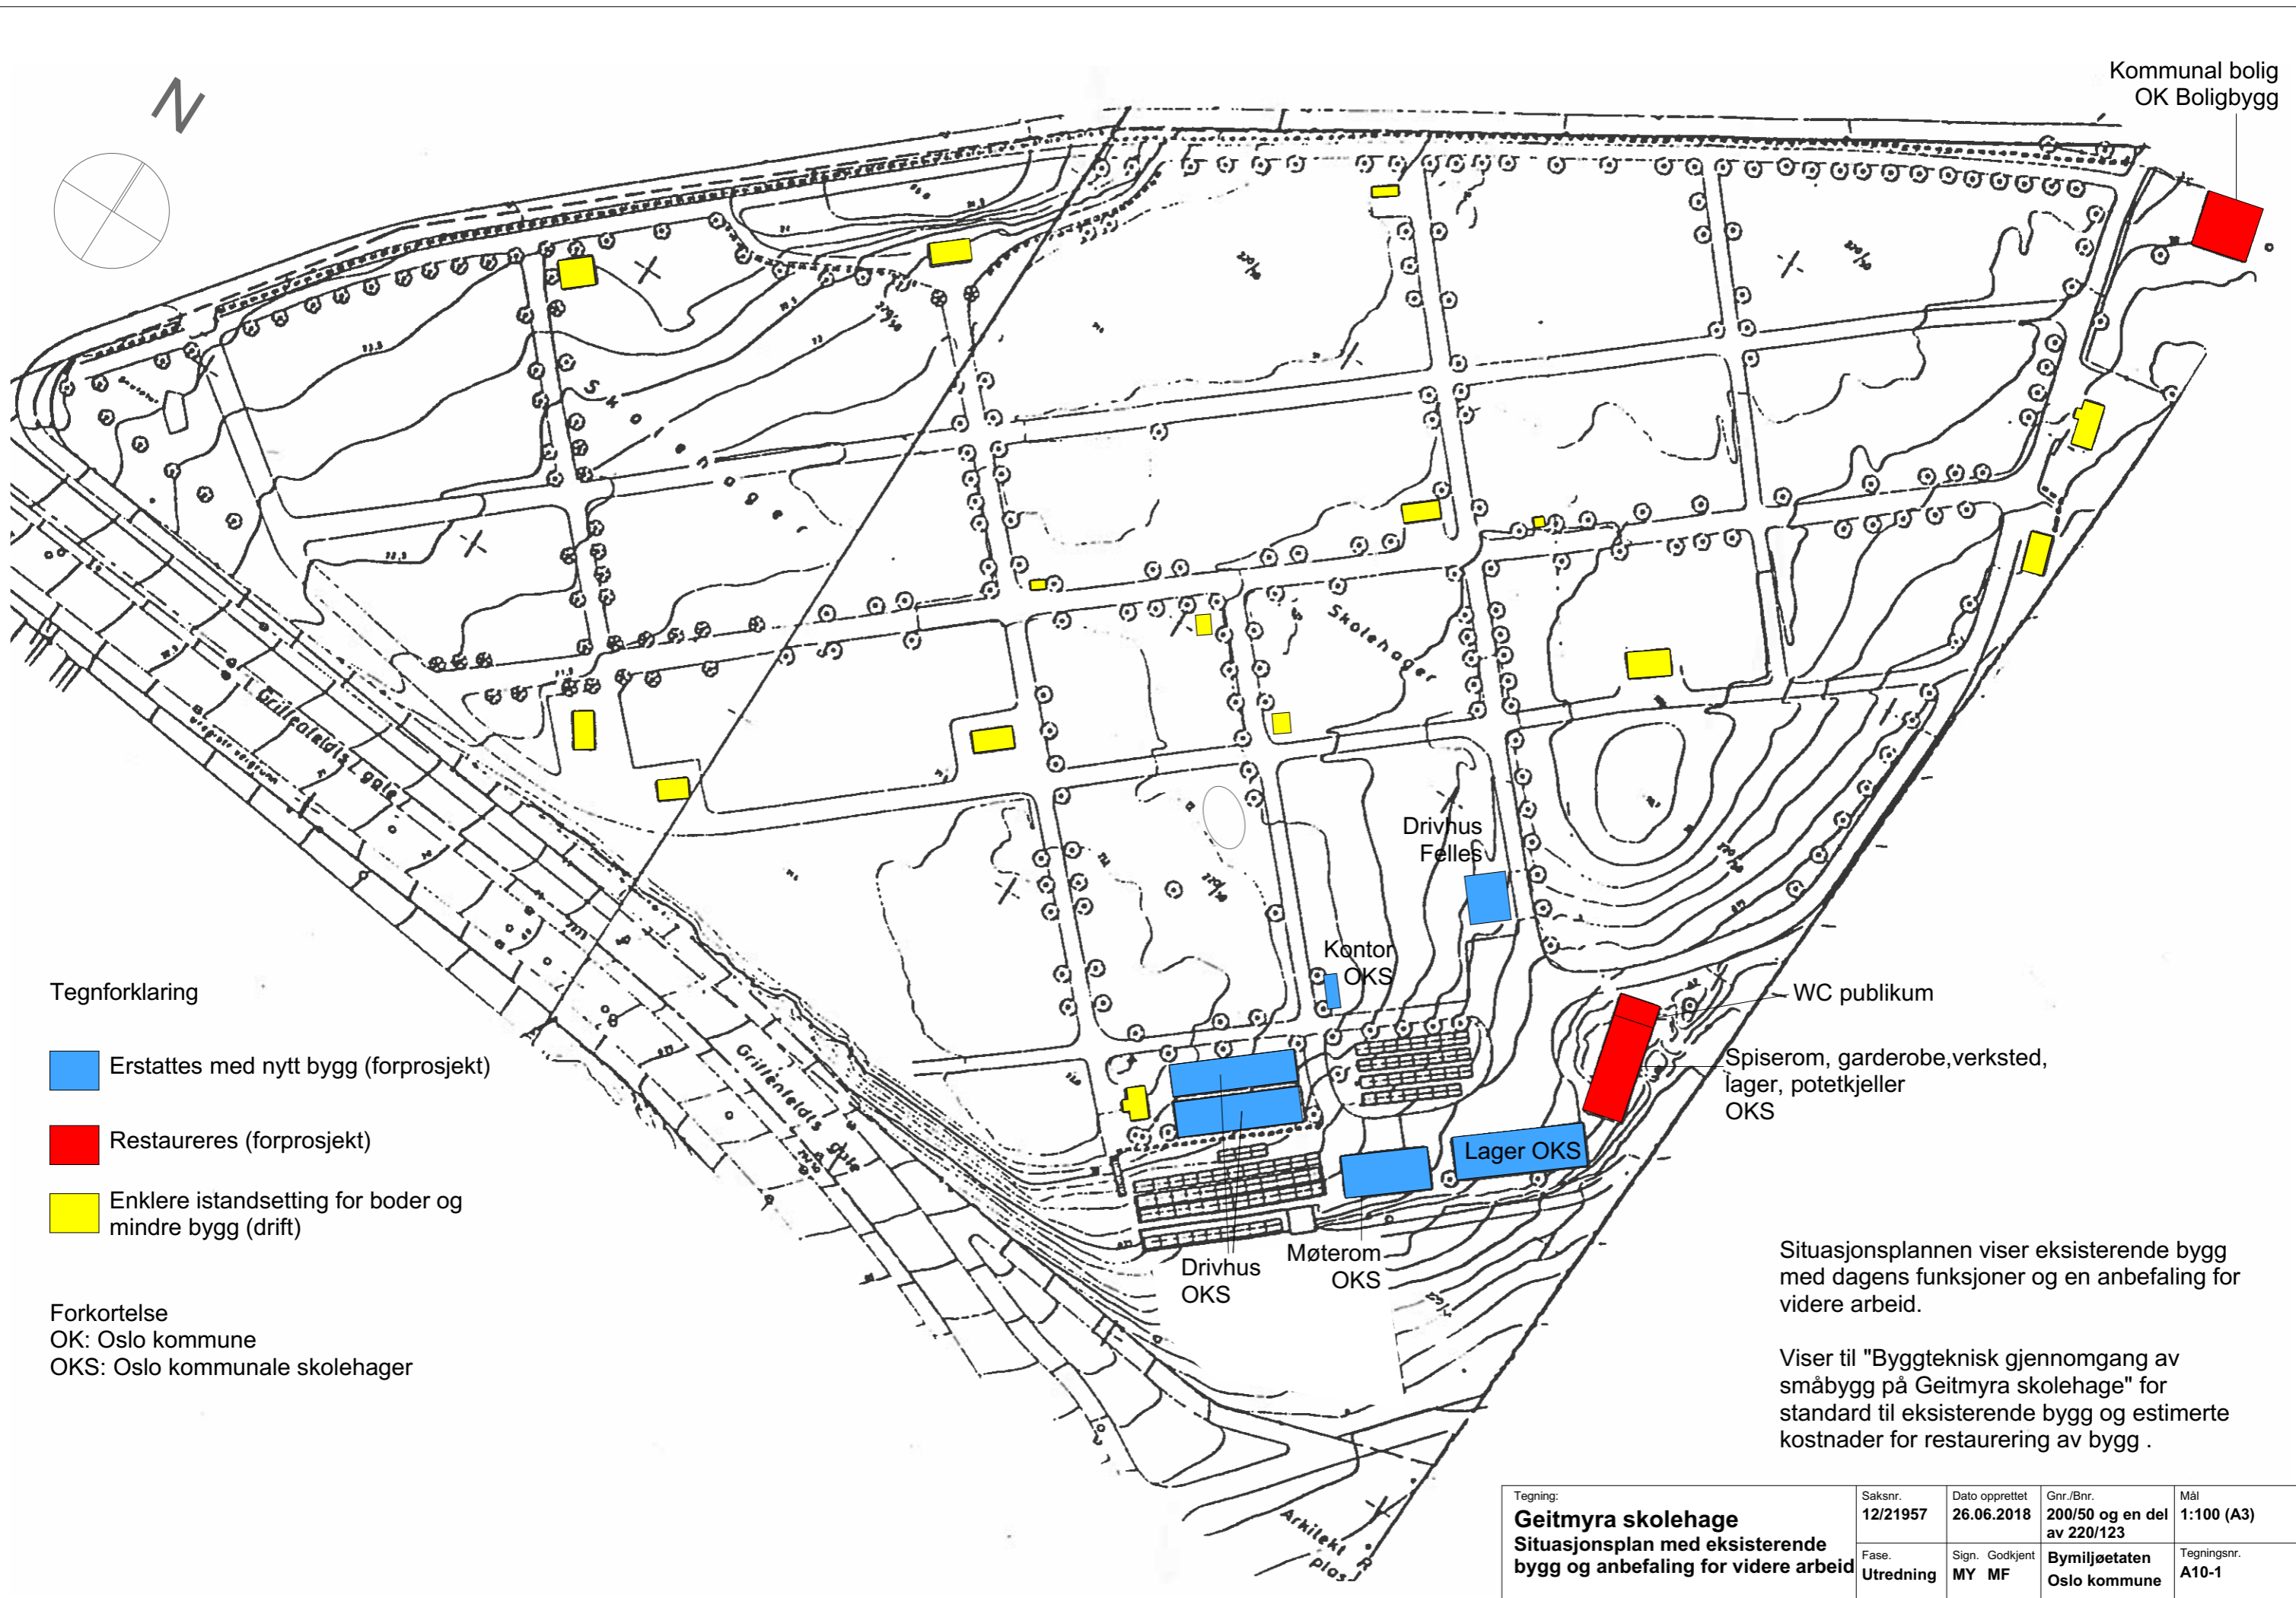 N
Kommunal bolig
OK Boligbygg
Skolehager
Drivhus
Felles
Kontor
OKS
WC publikum
Spiserom, garderobe,verksted,
lager, potetkjeller
OKS
Lager OKS
Møterom
OKS
Drivhus
OKS
Griffenfeldts gate
Griffenfeldts gate
Arkitekt R
plass
Tegnforklaring
Erstattes med nytt bygg (forprosjekt)
Restaureres (forprosjekt)
Enklere istandsetting for boder og
mindre bygg (drift)
Forkortelse
OK: Oslo kommune
OKS: Oslo kommunale skolehager
Situasjonsplannen viser eksisterende bygg
med dagens funksjoner og en anbefaling for
videre arbeid.
Viser til "Byggteknisk gjennomgang av
småbygg på Geitmyra skolehage" for
standard til eksisterende bygg og estimerte
kostnader for restaurering av bygg .
Tegning:
Geitmyra skolehage
Situasjonsplan med eksisterende
bygg og anbefaling for videre arbeid
Saksnr.
12/21957
Dato opprettet
26.06.2018
Gnr./Bnr.
200/50 og en del
av 220/123
Mål
1:100 (A3)
Fase.
Utredning
Sign. Godkjent
MY MF
Bymiljøetaten
Oslo kommune
Tegningsnr.
A10-1